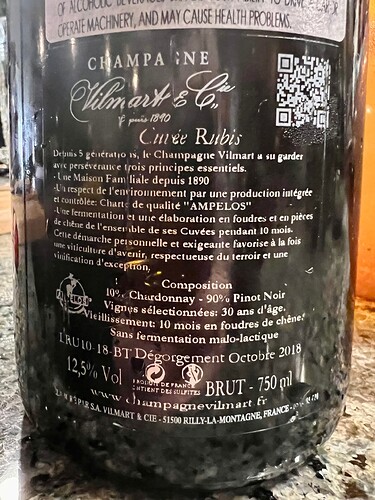 OF ALCOHOLIC BEVERAGES
OPERATE MACHINERY, AND MAY CAUSE HEALTH PROBLEMS.
CHAMPAGNE
Vilmart & Cie
Depuis 1890
Cuvée Rubis
Depuis 5 générations, le Champagne Vilmart a su garder
avec persévérance trois principes essentiels.
- Une Maison Familiale depuis 1890
- Un respect de l'environnement par une production intégrée
et contrôlée: Charte de qualité "AMPELOS"
- Une fermentation et une élaboration en foudres et en pièces
de chêne de l'ensemble de ses Cuvées pendant 10 mois.
Cette démarche personnelle et exigeante favorise à la fois
une viticulture d'avenir, respectueuse du terroir et une
vinification d'exception.
Composition
10% Chardonnay - 90% Pinot Noir
Vignes sélectionnées: 30 ans d'âge.
Vieillissement: 10 mois en foudres de chêne.
Sans fermentation malo-lactique
LRU10-18-BT Dégorgement Octobre 2018
12,5% Vol
PRODUIT DE FRANCE
CONTIENT DES SULFITES
BRUT - 750 ml
www.champagnevilmart.fr
S.A. VILMART & CIE - 51500 RILLY-LA-MONTAGNE, FRANCE